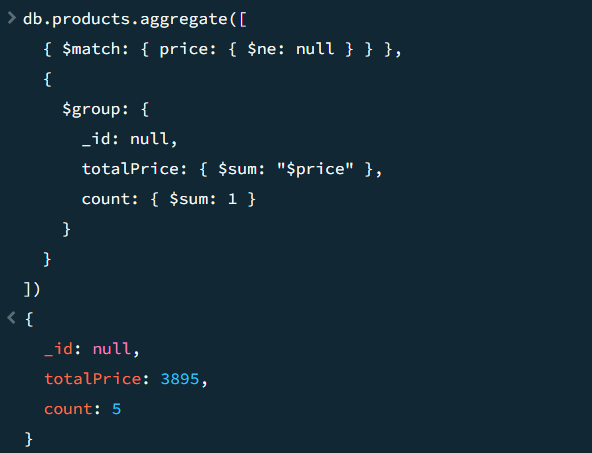 > db.products.aggregate([
{ $match: { price: { $ne: null } } },
{
$group: {
_id: null,
totalPrice: { $sum: "$price" },
count: { $sum: 1 }
}
}
])
< {
_id: null,
totalPrice: 3895,
count: 5
}